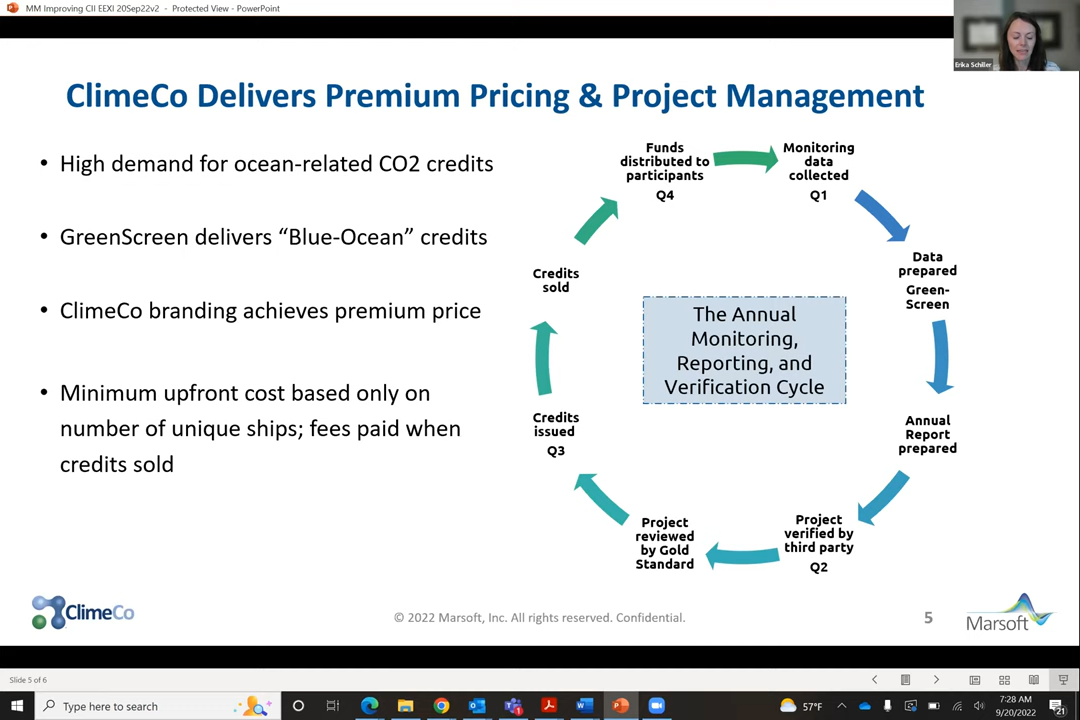 MM Improving CII EEXI 20Sep22v2 - Protected View - PowerPoint
Erika Schiller
ClimeCo Delivers Premium Pricing & Project Management
• High demand for ocean-related CO2 credits
• GreenScreen delivers “Blue-Ocean” credits
• ClimeCo branding achieves premium price
• Minimum upfront cost based only on
number of unique ships; fees paid when
credits sold
Funds
distributed to
participants
Q4
Monitoring
data
collected
Q1
Data
prepared
Green-
Screen
Annual
Report
prepared
Project
verified by
third party
Q2
Project
reviewed
by Gold
Standard
Credits
issued
Q3
Credits
sold
The Annual
Monitoring,
Reporting, and
Verification Cycle
ClimeCo
© 2022 Marsoft, Inc. All rights reserved. Confidential.
5
Marsoft
Slide 5 of 6
Type here to search
57°F
7:28 AM
9/20/2022
21